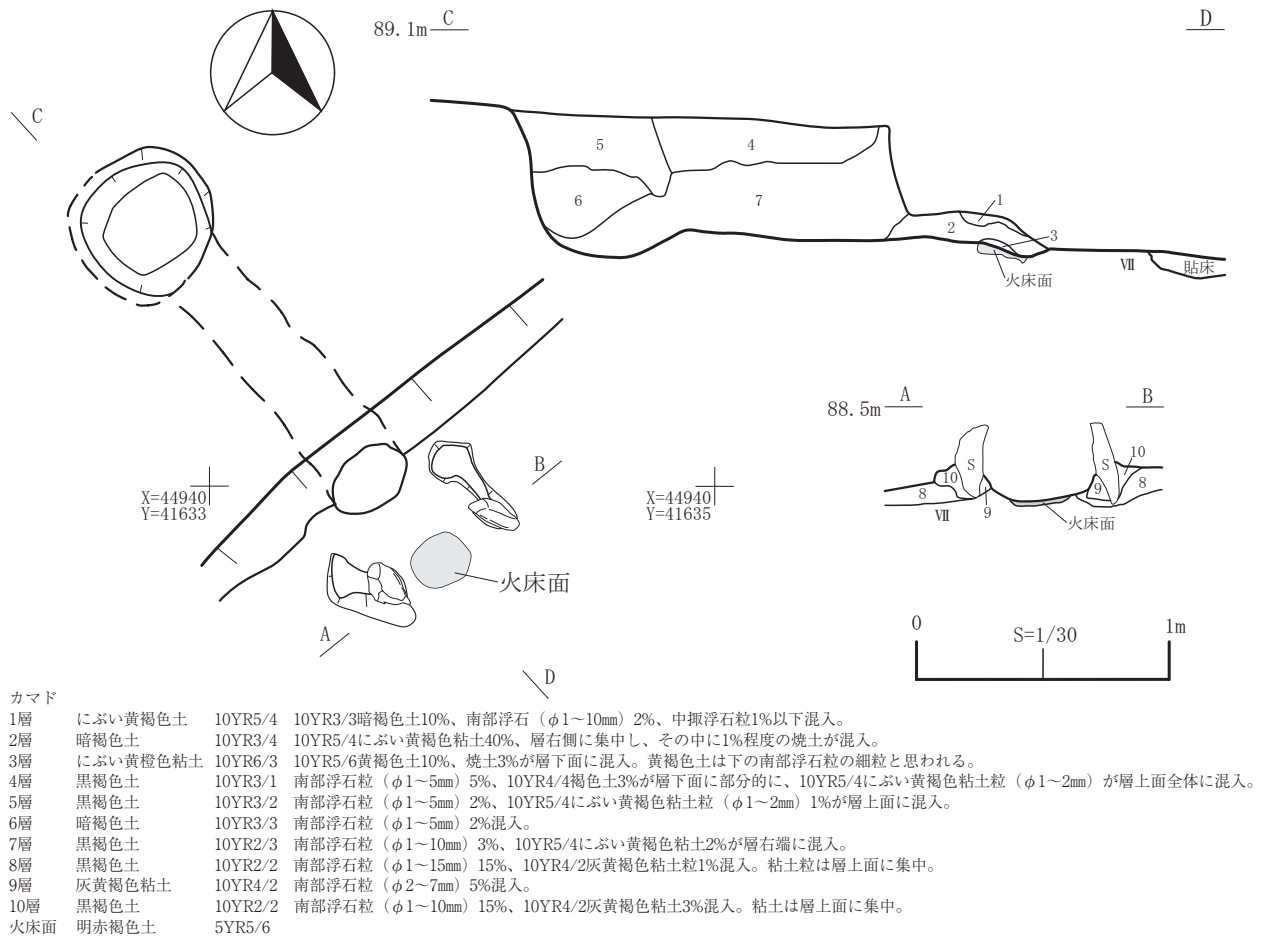 89.1m C D
C
5 4
6 7
1
2
3
火床面
Ⅶ 貼床
88.5m A B
S S
10 10
8 9 9 8
Ⅶ
火床面
B
X=44940
Y=41633
X=44940
Y=41635
火床面
A
D
0 S=1/30 1m
カマド
1層 にぶい黄褐色土 10YR5/4 10YR3/3暗褐色土10%、南部浮石（φ1～10㎜）2%、中掫浮石粒1%以下混入。
2層 暗褐色土 10YR3/4 10YR5/4にぶい黄褐色粘土40%、層右側に集中し、その中に1%程度の焼土が混入。
3層 にぶい黄橙色粘土 10YR6/3 10YR5/6黄褐色土10%、焼土3%が層下面に混入。黄褐色土は下の南部浮石粒の細粒と思われる。
4層 黒褐色土 10YR3/1 南部浮石粒（φ1～5㎜）5%、10YR4/4褐色土3%が層下面に部分的に、10YR5/4にぶい黄褐色粘土粒（φ1～2㎜）が層上面全体に混入。
5層 黒褐色土 10YR3/2 南部浮石粒（φ1～5㎜）2%、10YR5/4にぶい黄褐色粘土粒（φ1～2㎜）1%が層上面に混入。
6層 暗褐色土 10YR3/3 南部浮石粒（φ1～5㎜）2%混入。
7層 黒褐色土 10YR2/3 南部浮石粒（φ1～10㎜）3%、10YR5/4にぶい黄褐色粘土2%が層右端に混入。
8層 黒褐色土 10YR2/2 南部浮石粒（φ1～15㎜）15%、10YR4/2灰黄褐色粘土粒1%混入。粘土粒は層上面に集中。
9層 灰黄褐色粘土 10YR4/2 南部浮石粒（φ2～7㎜）5%混入。
10層 黒褐色土 10YR2/2 南部浮石粒（φ1～10㎜）15%、10YR4/2灰黄褐色粘土3%混入。粘土は層上面に集中。
火床面 明赤褐色土 5YR5/6